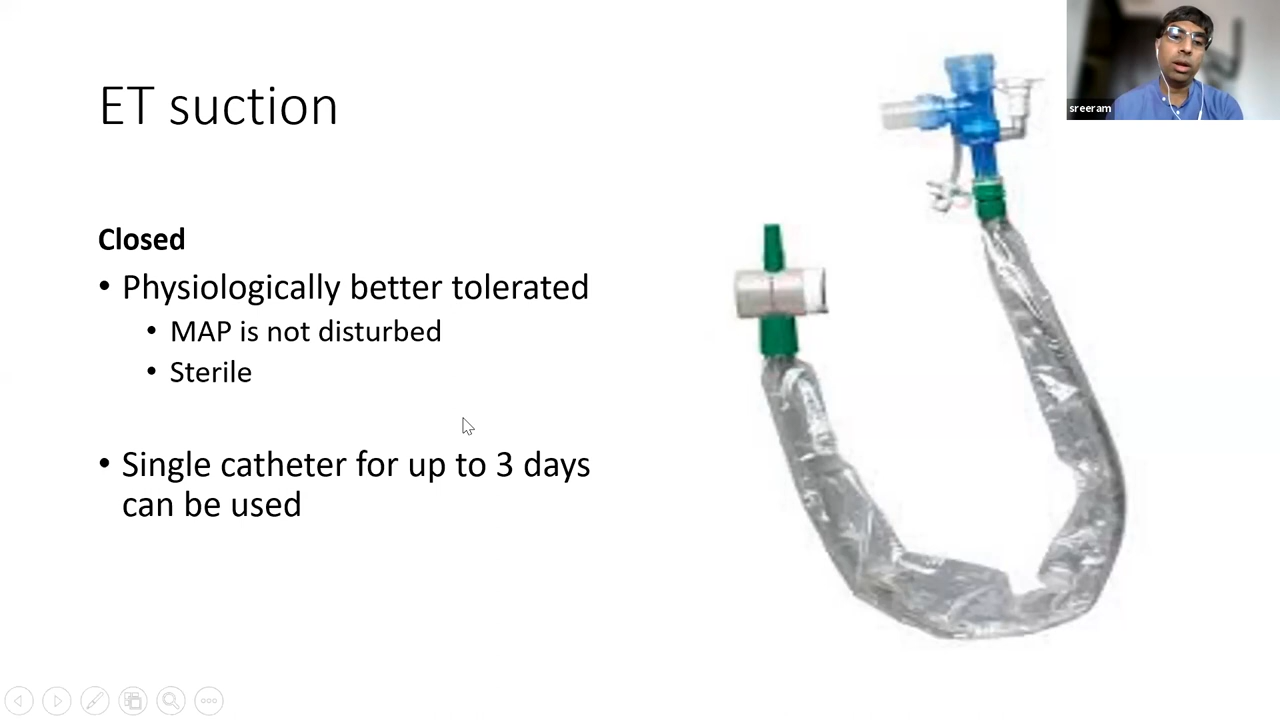 sreeram
ET suction
Closed
• Physiologically better tolerated
• MAP is not disturbed
• Sterile
• Single catheter for up to 3 days
can be used